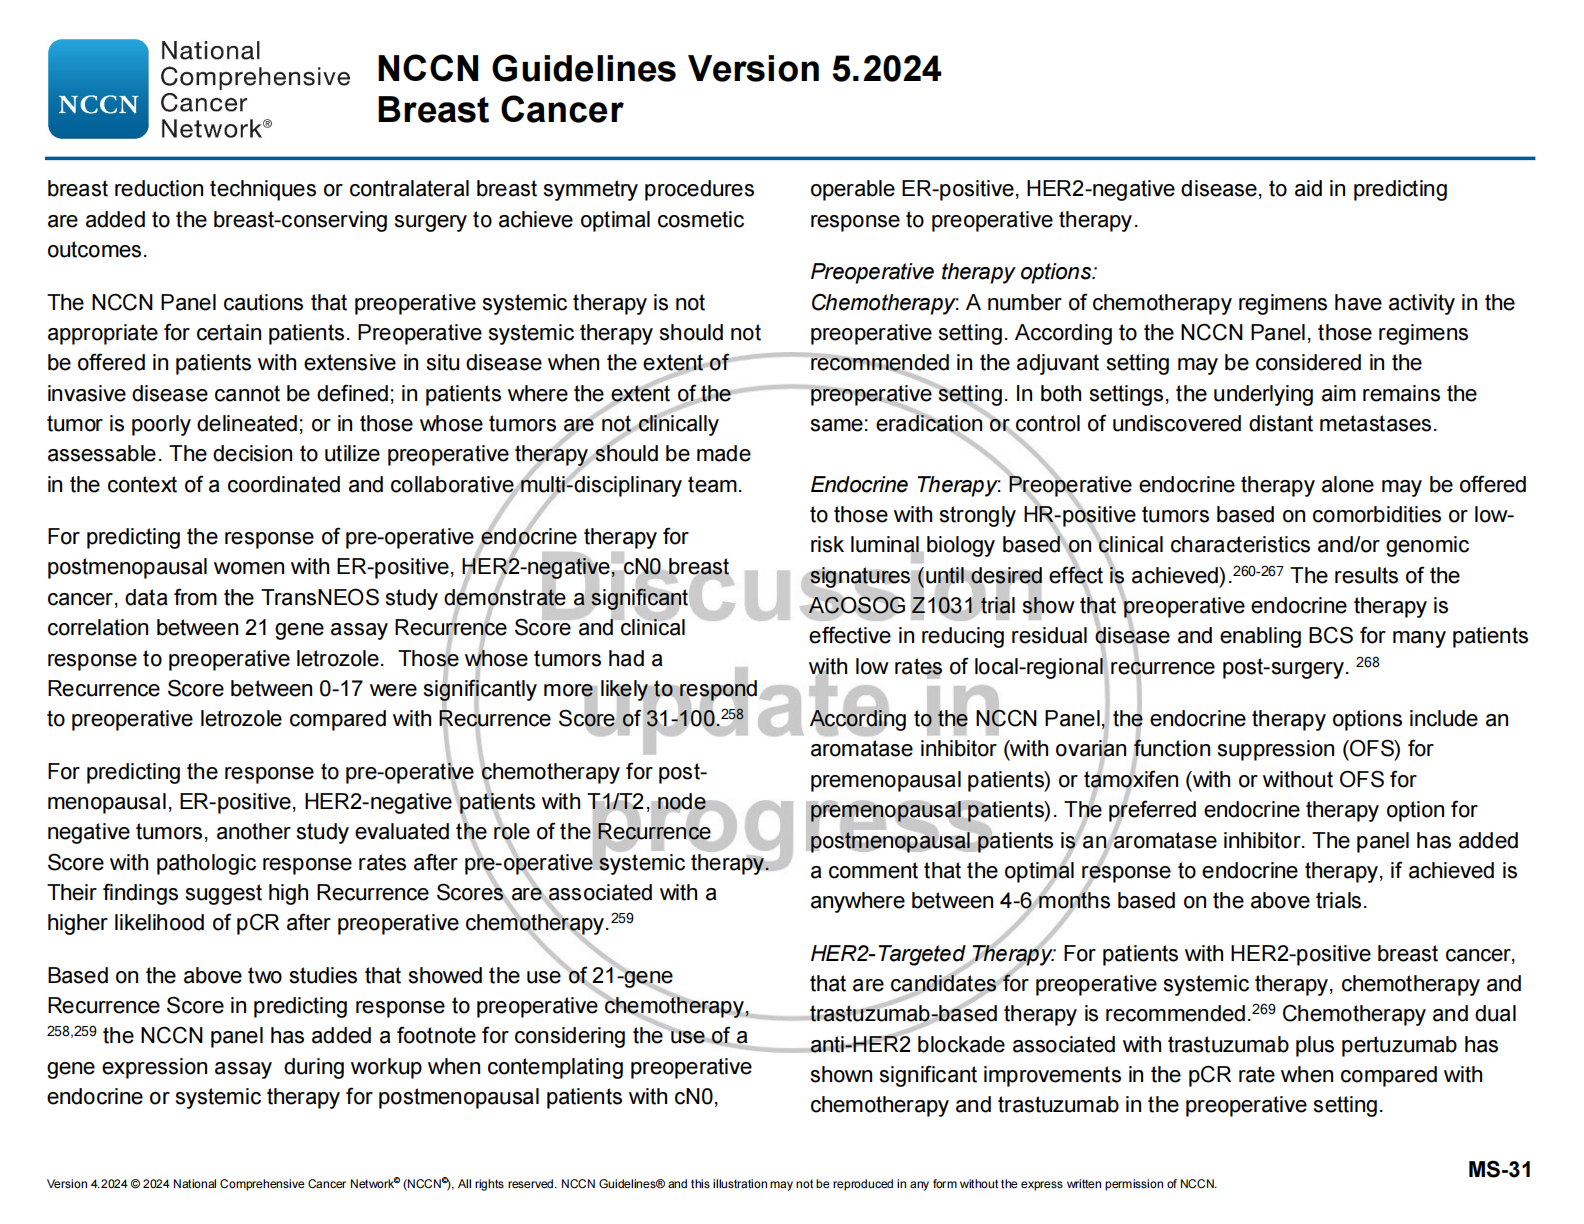 NCCN
National
Comprehensive
Cancer
Network®
NCCN Guidelines Version 5.2024
Breast Cancer
breast reduction techniques or contralateral breast symmetry procedures
are added to the breast-conserving surgery to achieve optimal cosmetic
outcomes.
The NCCN Panel cautions that preoperative systemic therapy is not
appropriate for certain patients. Preoperative systemic therapy should not
be offered in patients with extensive in situ disease when the extent of
invasive disease cannot be defined; in patients where the extent of the
tumor is poorly delineated; or in those whose tumors are not clinically
assessable. The decision to utilize preoperative therapy should be made
in the context of a coordinated and collaborative multi-disciplinary team.
For predicting the response of pre-operative endocrine therapy for
postmenopausal women with ER-positive, HER2-negative, cN0 breast
cancer, data from the TransNEOS study demonstrate a significant
correlation between 21 gene assay Recurrence Score and clinical
response to preoperative letrozole.  Those whose tumors had a
Recurrence Score between 0-17 were significantly more likely to respond
to preoperative letrozole compared with Recurrence Score of 31-100.258
For predicting the response to pre-operative chemotherapy for post-
menopausal, ER-positive, HER2-negative patients with T1/T2, node
negative tumors, another study evaluated the role of the Recurrence
Score with pathologic response rates after pre-operative systemic therapy.
Their findings suggest high Recurrence Scores are associated with a
higher likelihood of pCR after preoperative chemotherapy.259
Based on the above two studies that showed the use of 21-gene
Recurrence Score in predicting response to preoperative chemotherapy,
258,259 the NCCN panel has added a footnote for considering the use of a
gene expression assay  during workup when contemplating preoperative
endocrine or systemic therapy for postmenopausal patients with cN0,
operable ER-positive, HER2-negative disease, to aid in predicting
response to preoperative therapy.
Preoperative therapy options:
Chemotherapy: A number of chemotherapy regimens have activity in the
preoperative setting. According to the NCCN Panel, those regimens
recommended in the adjuvant setting may be considered in the
preoperative setting. In both settings, the underlying aim remains the
same: eradication or control of undiscovered distant metastases.
Endocrine Therapy: Preoperative endocrine therapy alone may be offered
to those with strongly HR-positive tumors based on comorbidities or low-
risk luminal biology based on clinical characteristics and/or genomic
signatures (until desired effect is achieved).260-267 The results of the
ACOSOG Z1031 trial show that preoperative endocrine therapy is
effective in reducing residual disease and enabling BCS for many patients
with low rates of local-regional recurrence post-surgery. 268
According to the NCCN Panel, the endocrine therapy options include an
aromatase inhibitor (with ovarian function suppression (OFS) for
premenopausal patients) or tamoxifen (with or without OFS for
premenopausal patients). The preferred endocrine therapy option for
postmenopausal patients is an aromatase inhibitor. The panel has added
a comment that the optimal response to endocrine therapy, if achieved is
anywhere between 4-6 months based on the above trials.
HER2-Targeted Therapy: For patients with HER2-positive breast cancer,
that are candidates for preoperative systemic therapy, chemotherapy and
trastuzumab-based therapy is recommended.269 Chemotherapy and dual
anti-HER2 blockade associated with trastuzumab plus pertuzumab has
shown significant improvements in the pCR rate when compared with
chemotherapy and trastuzumab in the preoperative setting.
Discussion
update in
progress
MS-31
Version 4.2024 © 2024 National Comprehensive Cancer Network© (NCCN©), All rights reserved. NCCN Guidelines® and this illustration may not be reproduced in any form without the express written permission of NCCN.